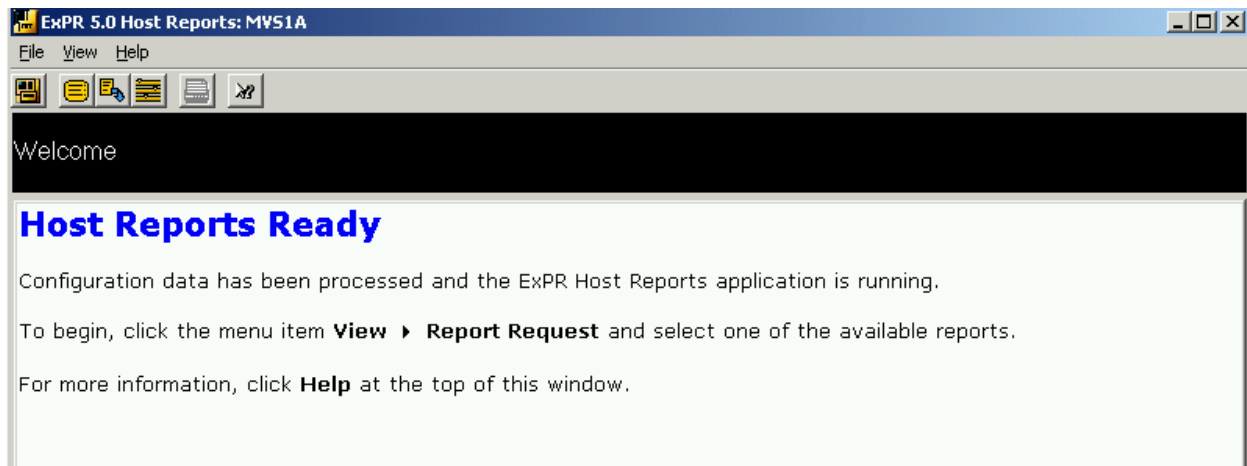 ExPR 5.0 Host Reports: MVS1A
File View Help
Welcome
Host Reports Ready
Configuration data has been processed and the ExPR Host Reports application is running.
To begin, click the menu item View ▸ Report Request and select one of the available reports.
For more information, click Help at the top of this window.